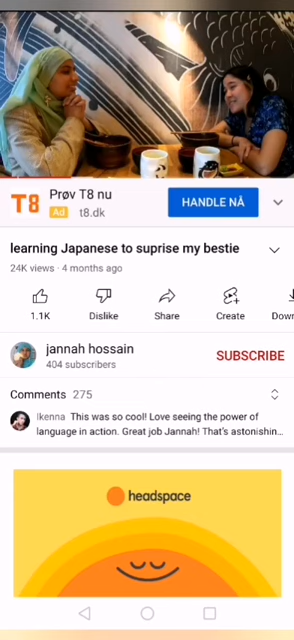 T8
Prøv T8 nu
Ad t8.dk
HANDLE NÅ
learning Japanese to suprise my bestie
24K views · 4 months ago
1.1K
Dislike
Share
Create
Down
jannah hossain
404 subscribers
SUBSCRIBE
Comments 275
Ikenna This was so cool! Love seeing the power of
language in action. Great job Jannah! That's astonishin...
headspace